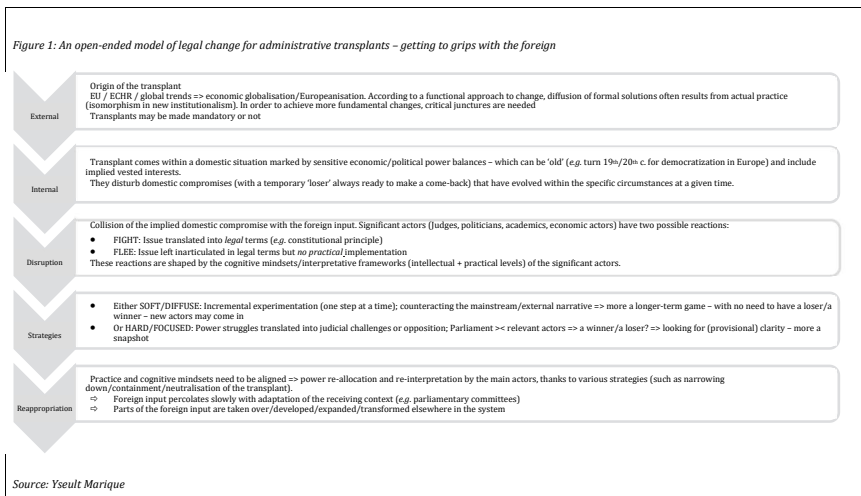 Figure 1: An open-ended model of legal change for administrative transplants – getting to grips with the foreign
External
Origin of the transplant
EU / ECHR / global trends => economic globalisation/Europeanisation. According to a functional approach to change, diffusion of formal solutions often results from actual practice
(isomorphism in new institutionalism). In order to achieve more fundamental changes, critical junctures are needed
Transplants may be made mandatory or not
Internal
Transplant comes within a domestic situation marked by sensitive economic/political power balances – which can be 'old' (e.g. turn 19th/20th c. for democratization in Europe) and include
implied vested interests.
They disturb domestic compromises (with a temporary 'loser' always ready to make a come-back) that have evolved within the specific circumstances at a given time.
Disruption
Collision of the implied domestic compromise with the foreign input. Significant actors (Judges, politicians, academics, economic actors) have two possible reactions:
• FIGHT: Issue translated into legal terms (e.g. constitutional principle)
• FLEE: Issue left inarticulated in legal terms but no practical implementation
These reactions are shaped by the cognitive mindsets/interpretative frameworks (intellectual + practical levels) of the significant actors.
Strategies
• Either SOFT/DIFFUSE: Incremental experimentation (one step at a time); counteracting the mainstream/external narrative => more a longer-term game – with no need to have a loser/a
winner – new actors may come in
• Or HARD/FOCUSED: Power struggles translated into judicial challenges or opposition; Parliament >< relevant actors => a winner/a loser? => looking for (provisional) clarity – more a
snapshot
Reappropriation
Practice and cognitive mindsets need to be aligned => power re-allocation and re-interpretation by the main actors, thanks to various strategies (such as narrowing
down/containment/neutralisation of the transplant).
⇨ Foreign input percolates slowly with adaptation of the receiving context (e.g. parliamentary committees)
⇨ Parts of the foreign input are taken over/developed/expanded/transformed elsewhere in the system
Source: Yseult Marique